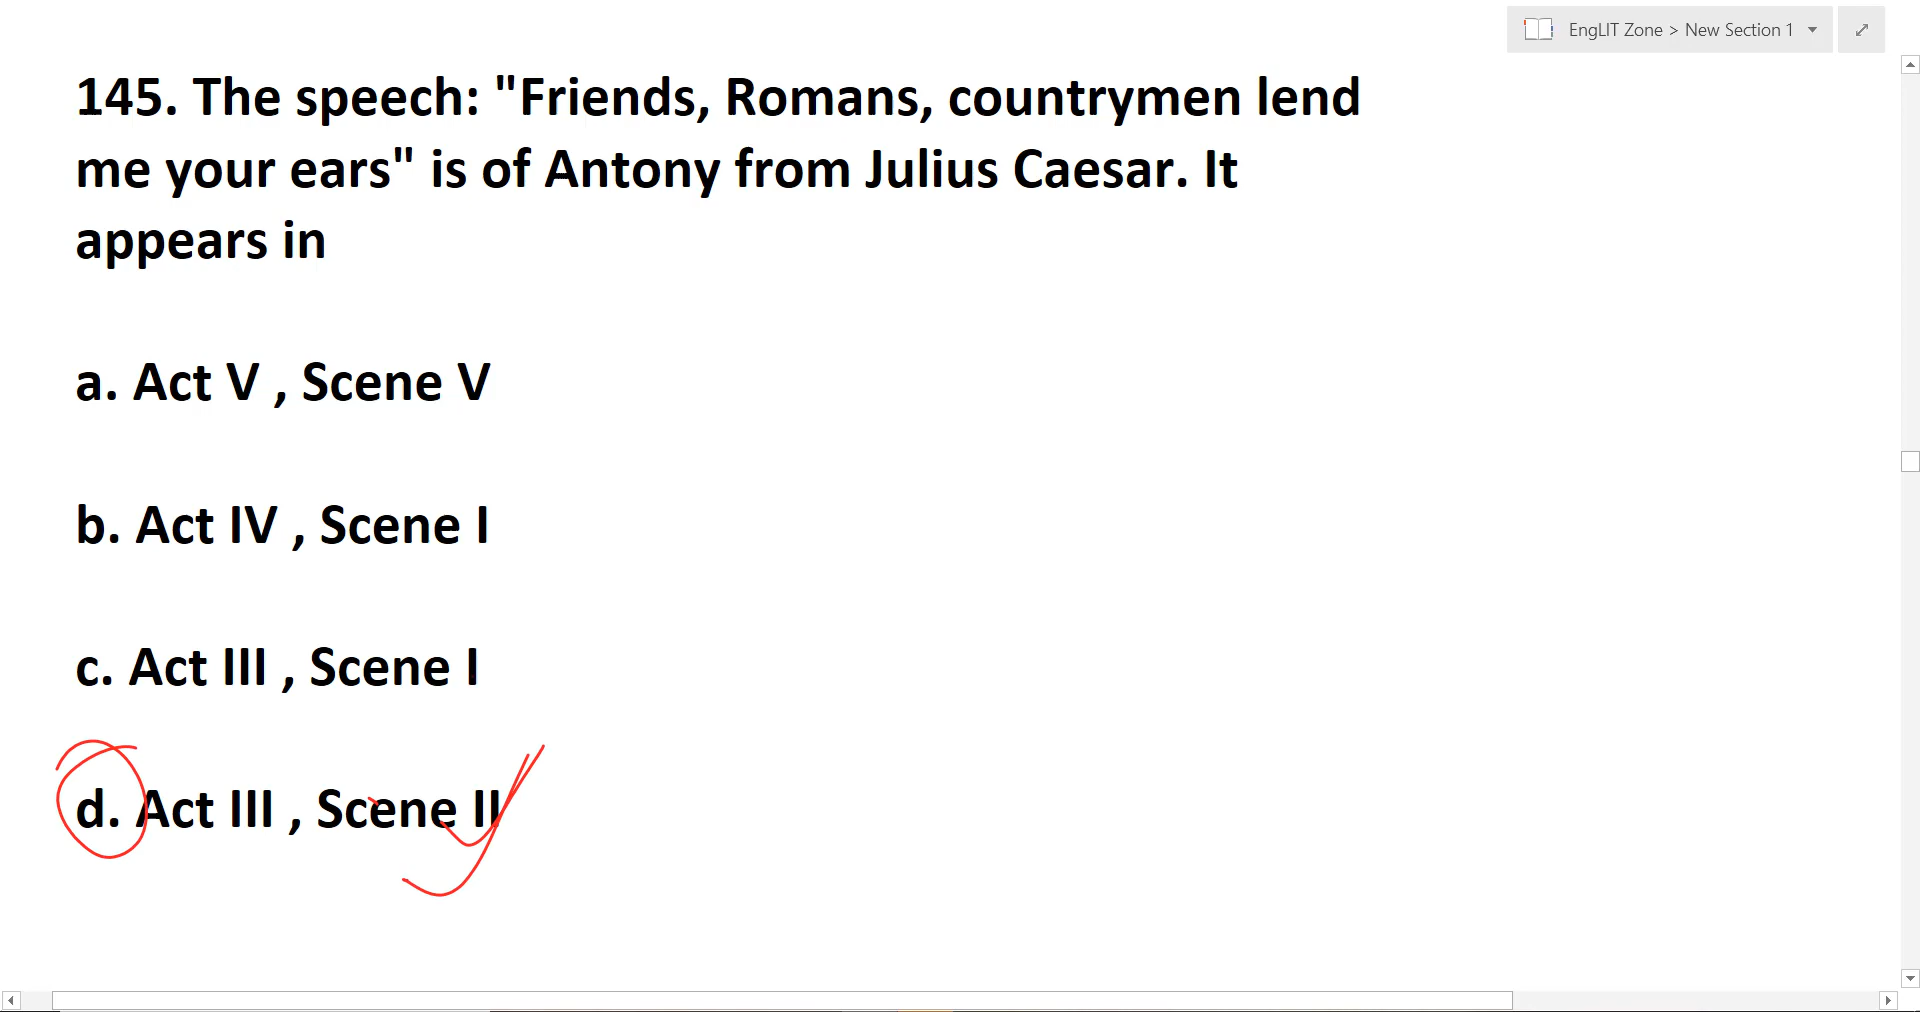 EngLIT Zone > New Section 1
145. The speech: "Friends, Romans, countrymen lend
me your ears" is of Antony from Julius Caesar. It
appears in
a. Act V , Scene V
b. Act IV , Scene I
c. Act III , Scene I
d. Act III , Scene II